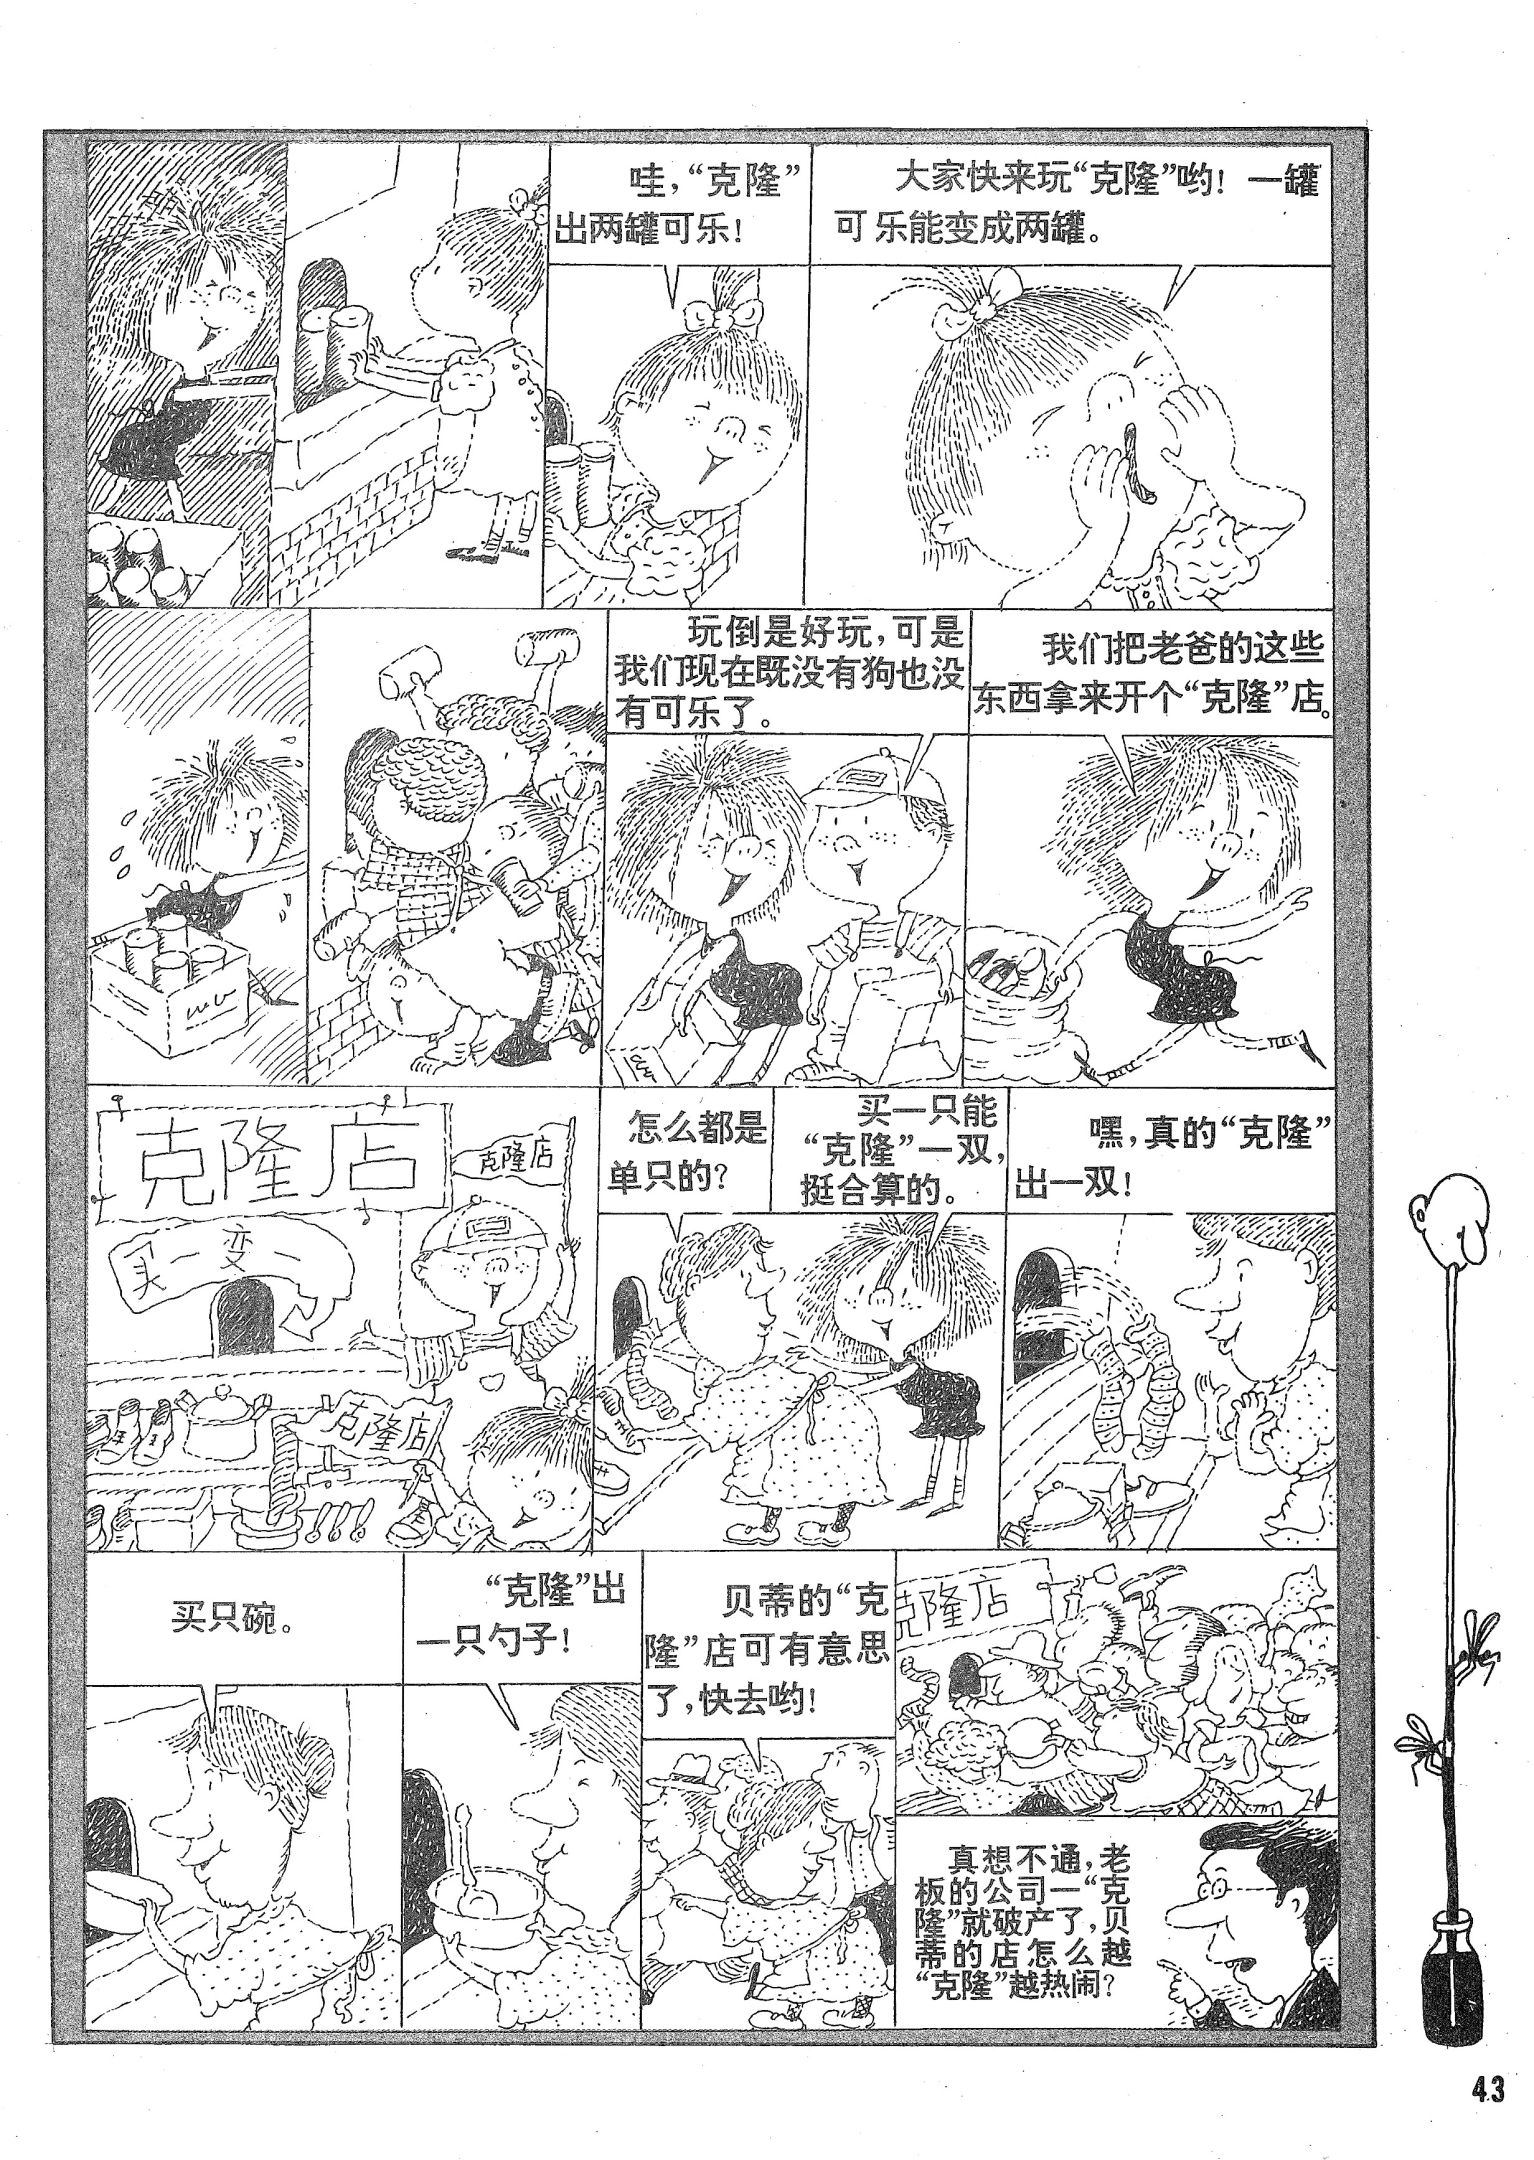 哇，“克隆”
出两罐可乐！
大家快来玩“克隆”哟！一罐
可乐能变成两罐。
玩倒是好玩，可是
我们现在既没有狗也没
有可乐了。
我们把老爸的这些
东西拿来开个“克隆”店。
克隆店
克隆店
买一变一
克隆店
怎么都是
单只的？
买一只能
“克隆”一双，
挺合算的。
嘿，真的“克隆”
出一双！
买只碗。
“克隆”出
一只勺子！
贝蒂的“克
隆”店可有意思
了，快去哟！
克隆店
真想不通，老
板的公司一“克
隆”就破产了，贝
蒂的店怎么越
“克隆”越热闹？
43